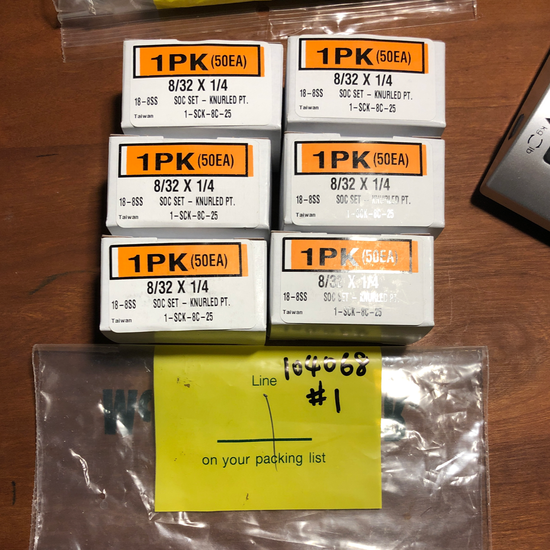 1PK (50EA)
8/32 X 1/4
18-8SS SOC SET - KNURLED PT.
Taiwan 1-SCK-8C-25
1PK (50EA)
8/32 X 1/4
18-8SS SOC SET - KNURLED PT.
Taiwan 1-SCK-8C-25
1PK (50EA)
8/32 X 1/4
18-8SS SOC SET - KNURLED PT.
Taiwan 1-SCK-8C-25
1PK (50EA)
8/32 X 1/4
18-8SS SOC SET - KNURLED PT.
Taiwan 1-SCK-8C-25
1PK (50EA)
8/32 X 1/4
18-8SS SOC SET - KNURLED PT.
Taiwan 1-SCK-8C-25
1PK (50EA)
8/32 X 1/4
18-8SS SOC SET - KNURLED PT.
Taiwan 1-SCK-8C-25
104068
Line #1
1
on your packing list